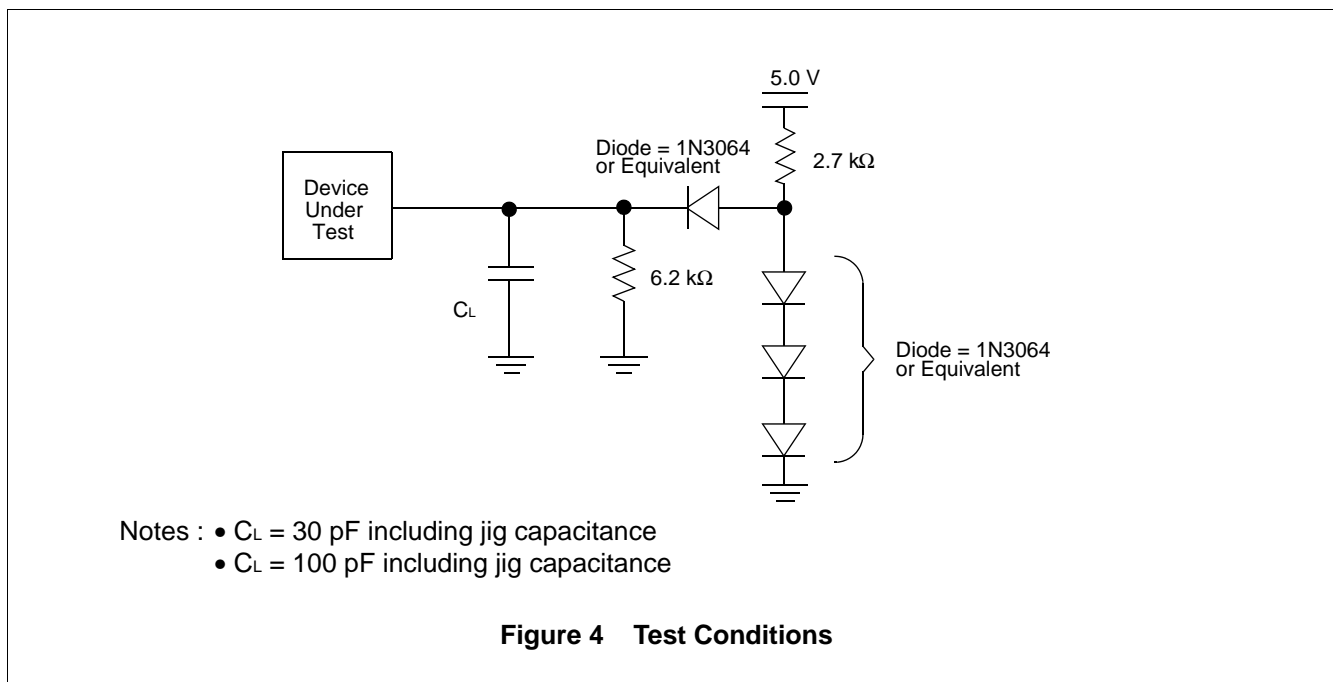 5.0 V
Diode = 1N3064
or Equivalent
2.7 kΩ
Device
Under
Test
6.2 kΩ
CL
Diode = 1N3064
or Equivalent
Notes : • CL = 30 pF including jig capacitance
• CL = 100 pF including jig capacitance
Figure 4 Test Conditions